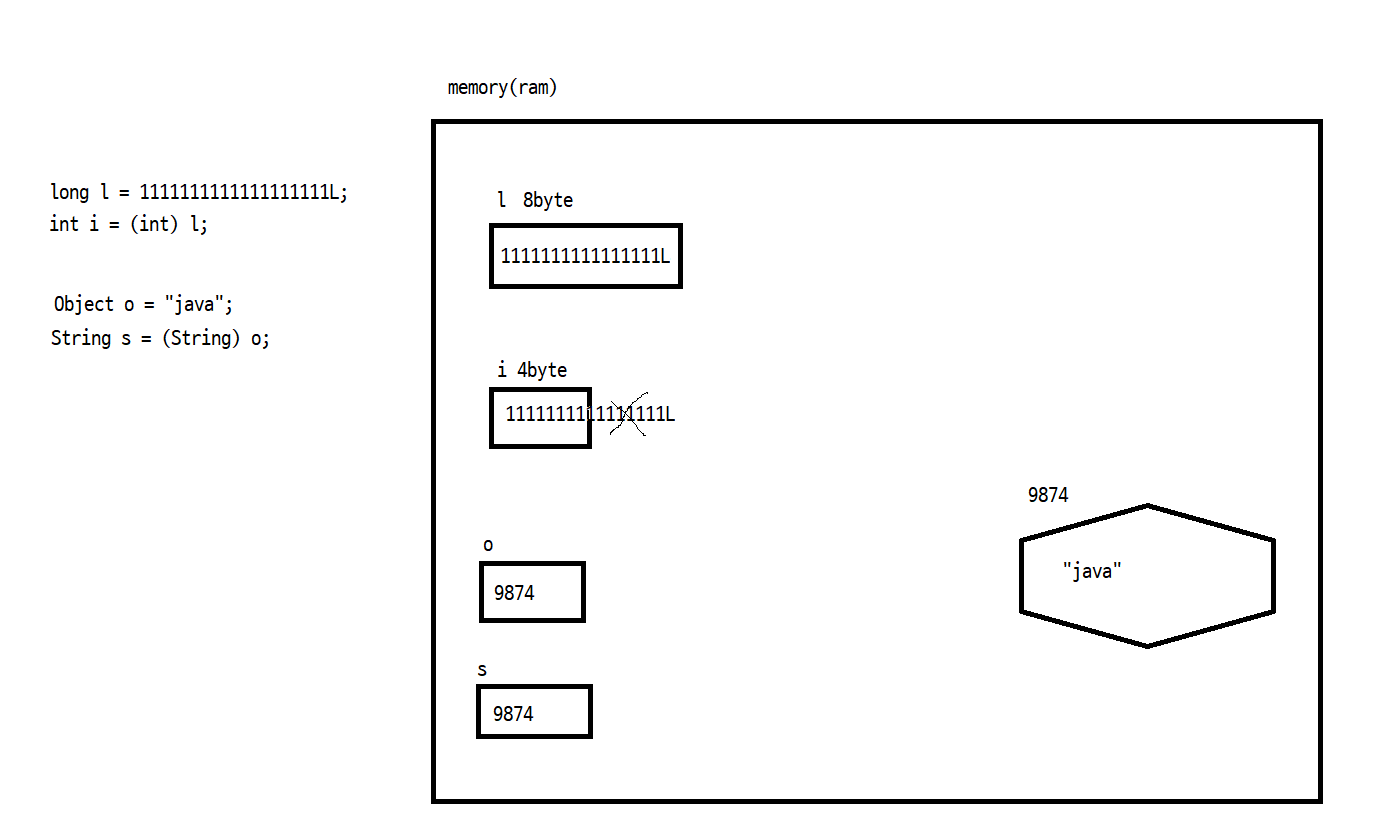 memory(ram)
long l = 1111111111111111111L;
int i = (int) l;
Object o = "java";
String s = (String) o;
l 8byte
1111111111111111L
i 4byte
1111111111111111L
o
9874
s
9874
9874
"java"